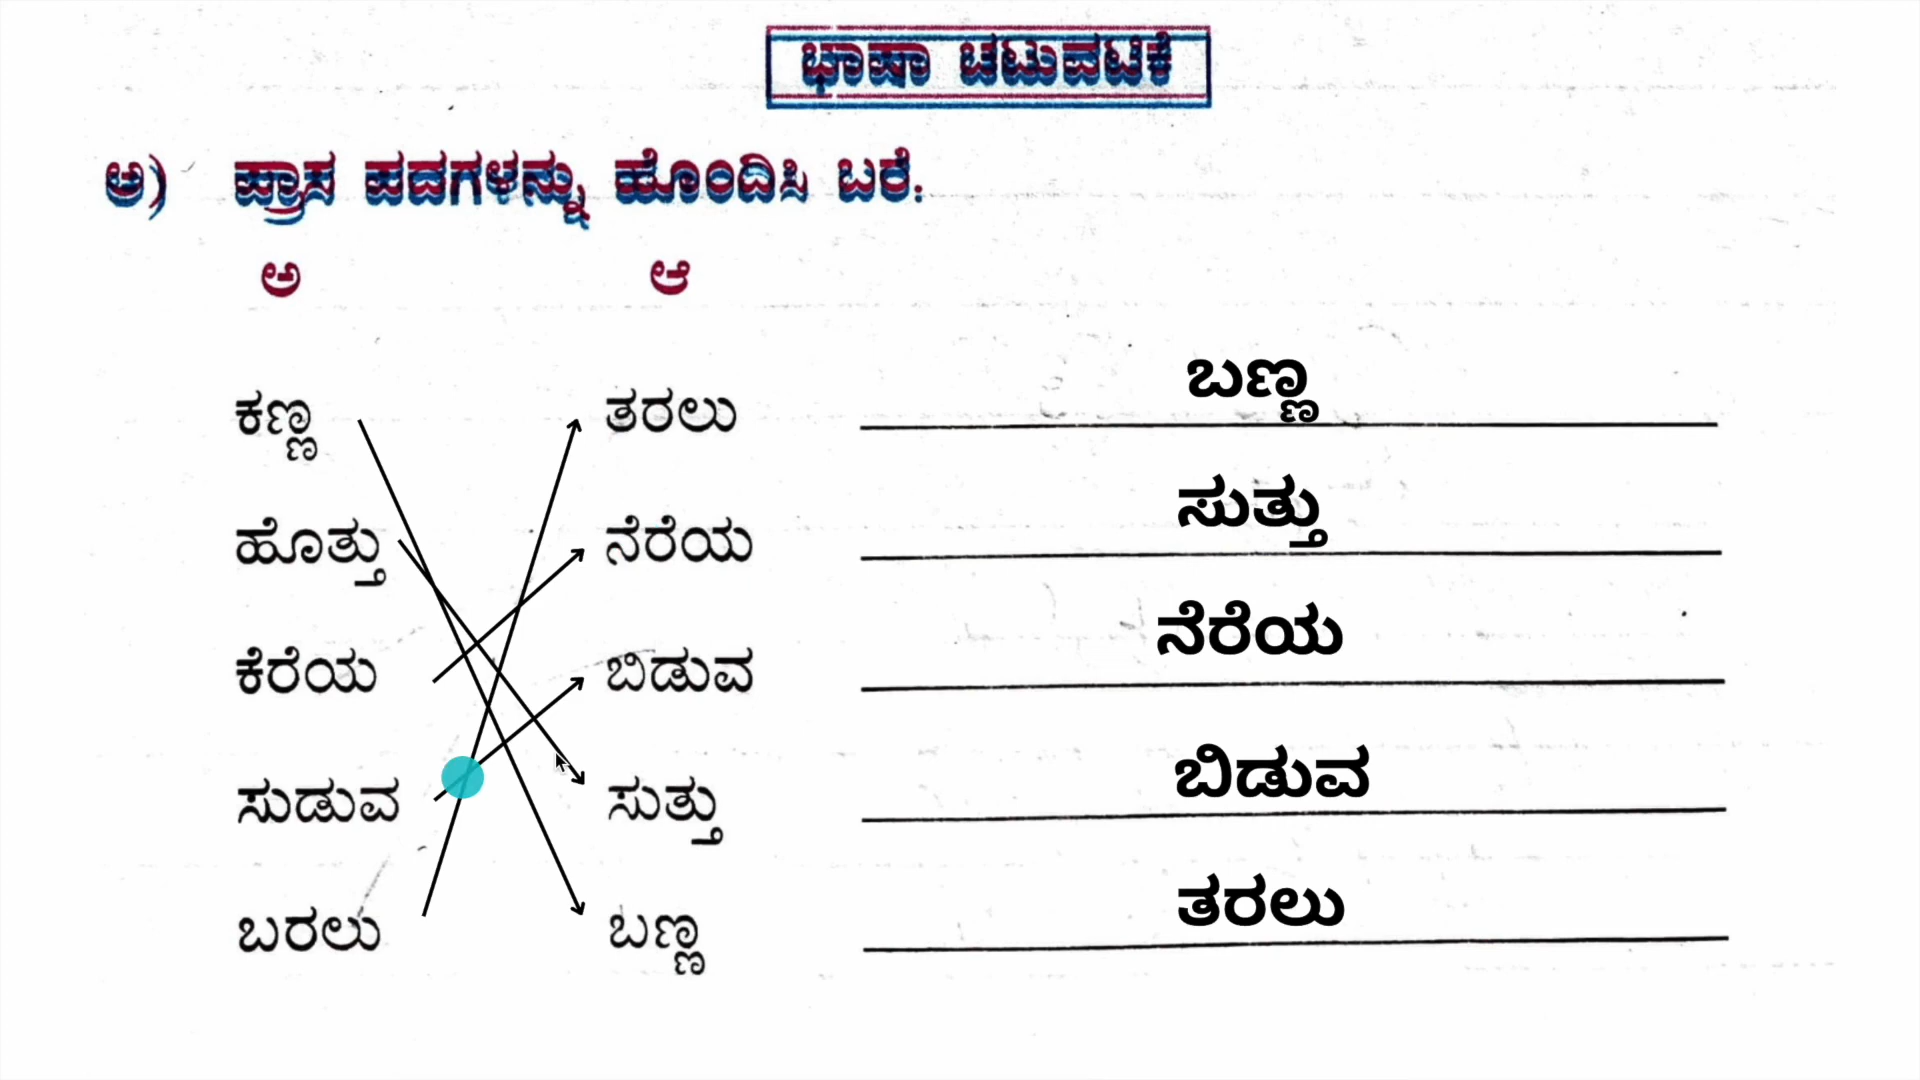 ಭಾಷಾ ಚಟುವಟಿಕೆ
ಅ) ಪ್ರಾಸ ಪದಗಳನ್ನು ಹೊಂದಿಸಿ ಬರೆ:
ಅ ಆ
ಕಣ್ಣ ತರಲು ಬಣ್ಣ
ಹೊತ್ತು ನೆರೆಯ ಸುತ್ತು
ಕೆರೆಯ ಬಿಡುವ ನೆರೆಯ
ಸುಡುವ ಸುತ್ತು ಬಿಡುವ
ಬರಲು ಬಣ್ಣ ತರಲು